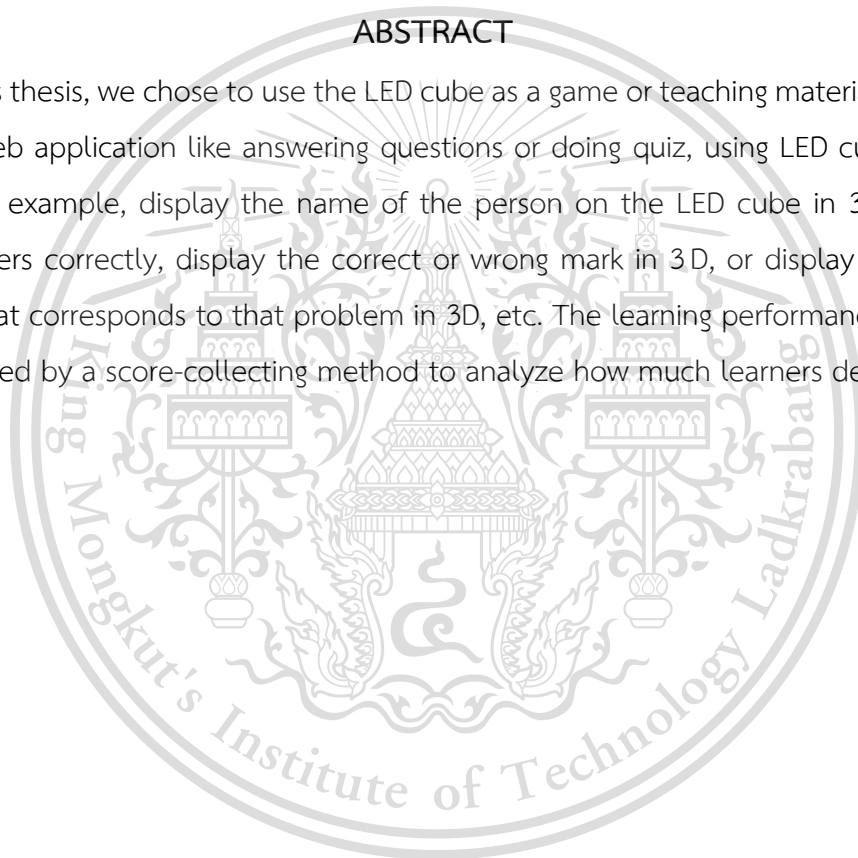 ABSTRACT
s thesis, we chose to use the LED cube as a game or teaching materia
eb application like answering questions or doing quiz, using LED cu
example, display the name of the person on the LED cube in 3
ers correctly, display the correct or wrong mark in 3D, or display
at corresponds to that problem in 3D, etc. The learning performanc
ed by a score-collecting method to analyze how much learners de
King Mongkut's Institute of Technology Ladkrabang